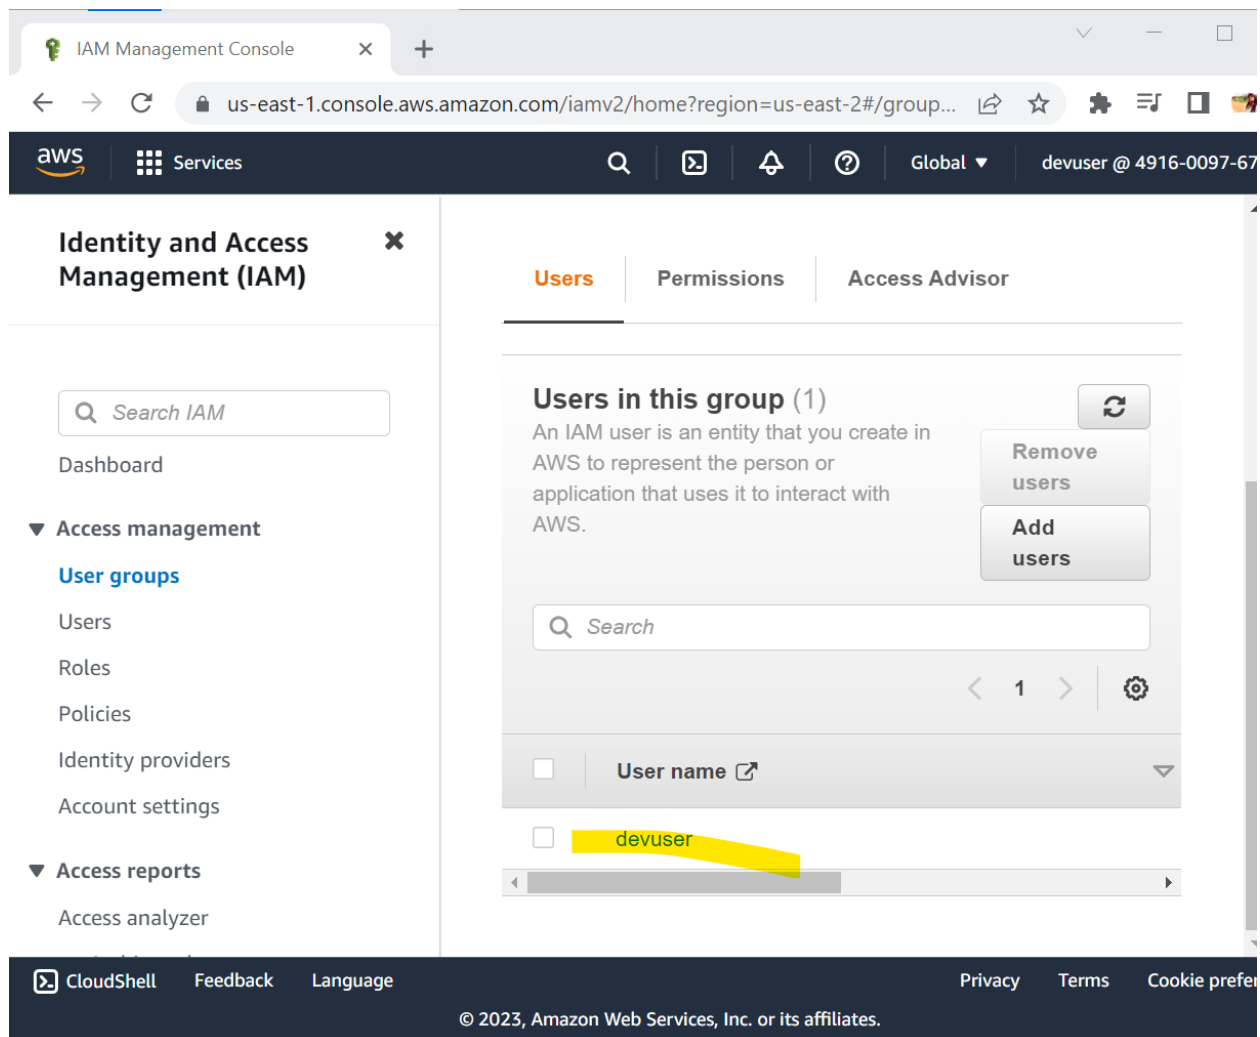 IAM Management Console
us-east-1.console.aws.amazon.com/iamv2/home?region=us-east-2#/group...
aws
Services
Global
devuser @ 4916-0097-67
Identity and Access
Management (IAM)
Search IAM
Dashboard
Access management
User groups
Users
Roles
Policies
Identity providers
Account settings
Access reports
Access analyzer
Users
Permissions
Access Advisor
Users in this group (1)
An IAM user is an entity that you create in
AWS to represent the person or
application that uses it to interact with
AWS.
Remove
users
Add
users
Search
1
User name
devuser
CloudShell
Feedback
Language
Privacy
Terms
Cookie prefer
© 2023, Amazon Web Services, Inc. or its affiliates.